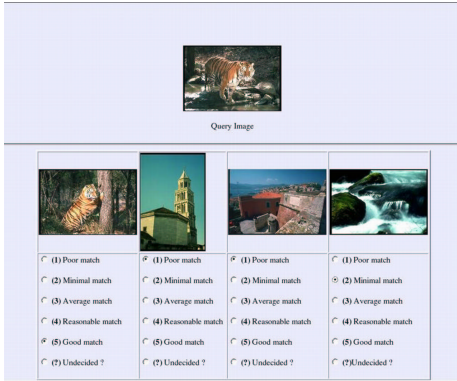 Query Image
(1) Poor match (1) Poor match (1) Poor match (1) Poor match
(2) Minimal match (2) Minimal match (2) Minimal match (2) Minimal match
(3) Average match (3) Average match (3) Average match (3) Average match
(4) Reasonable match (4) Reasonable match (4) Reasonable match (4) Reasonable match
(5) Good match (5) Good match (5) Good match (5) Good match
(?) Undecided ? (?) Undecided ? (?) Undecided ? (?)Undecided ?